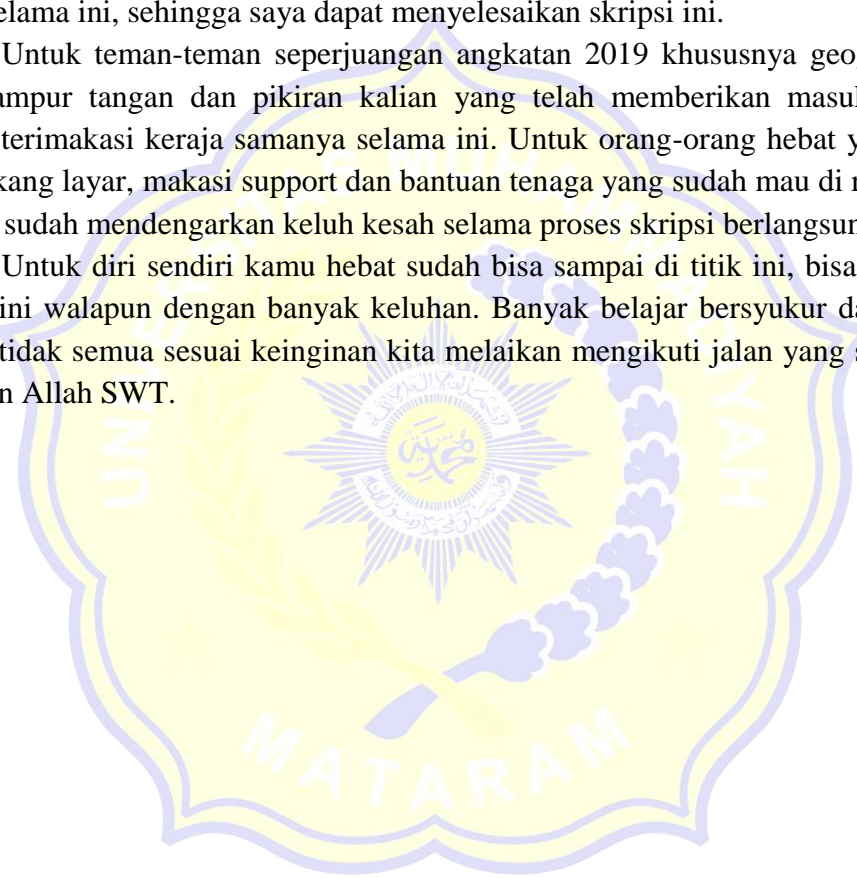 elama ini, sehingga saya dapat menyelesaikan skripsi ini.
Untuk teman-teman seperjuangan angkatan 2019 khususnya geog
ampur tangan dan pikiran kalian yang telah memberikan masul
terimakasi keraja samanya selama ini. Untuk orang-orang hebat y
kang layar, makasi support dan bantuan tenaga yang sudah mau di r
sudah mendengarkan keluh kesah selama proses skripsi berlangsun
Untuk diri sendiri kamu hebat sudah bisa sampai di titik ini, bisa
ini walapun dengan banyak keluhan. Banyak belajar bersyukur da
tidak semua sesuai keinginan kita melaikan mengikuti jalan yang s
n Allah SWT.
UNIVERSITAS MUHAMMADIYAH
MATARAM